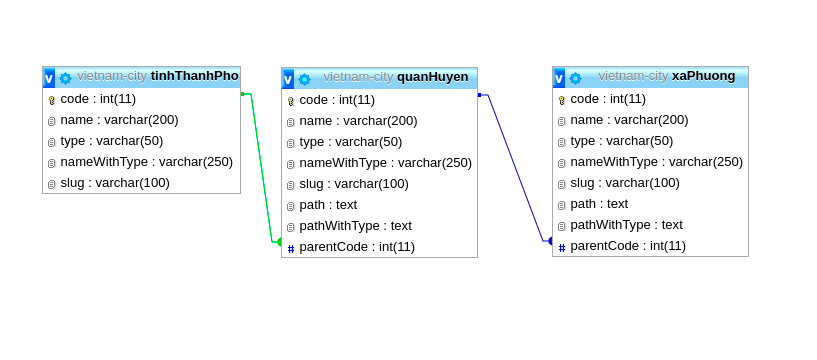 vietnam-city tinhThanhPho
code : int(11)
name : varchar(200)
type : varchar(50)
nameWithType : varchar(250)
slug : varchar(100)
vietnam-city quanHuyen
code : int(11)
name : varchar(200)
type : varchar(50)
nameWithType : varchar(250)
slug : varchar(100)
path : text
pathWithType : text
# parentCode : int(11)
vietnam-city xaPhuong
code : int(11)
name : varchar(200)
type : varchar(50)
nameWithType : varchar(250)
slug : varchar(100)
path : text
pathWithType : text
# parentCode : int(11)